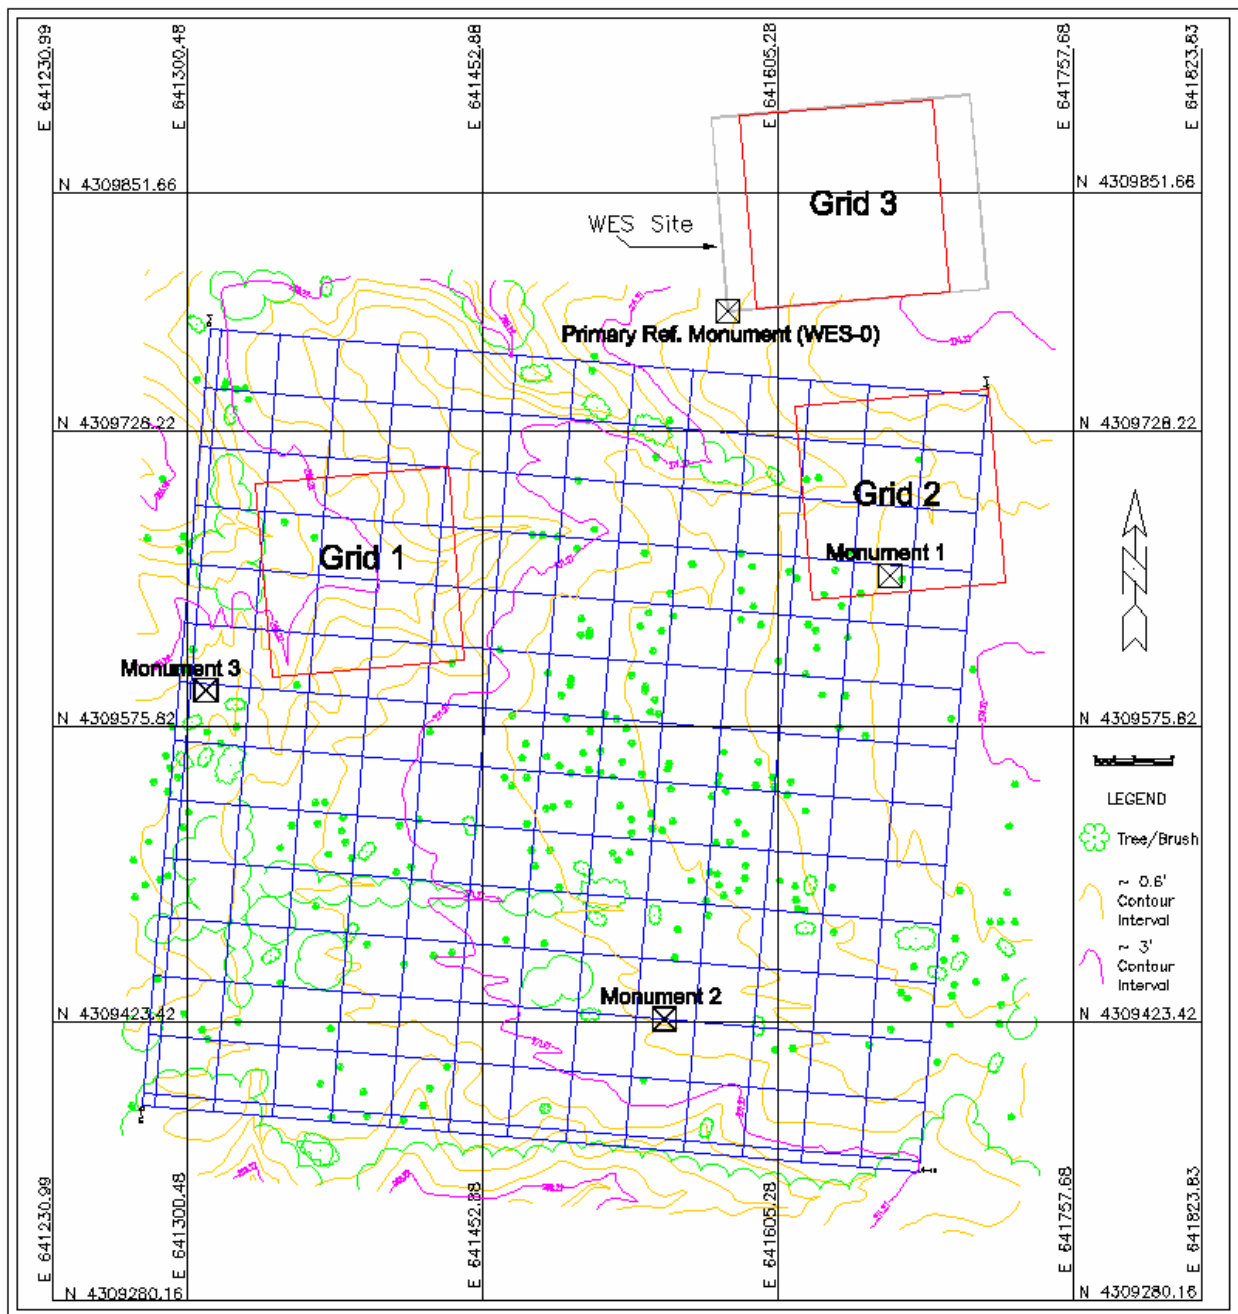 E 641230.99
E 641300.48
E 641452.88
E 641605.28
E 641757.68
E 641823.83
N 4309851.66
N 4309851.66
Grid 3
WES Site
Primary Ref. Monument (WES-0)
N 4309728.22
N 4309728.22
Grid 2
Grid 1
Monument 1
Monument 3
N 4309575.82
N 4309575.82
LEGEND
Tree/Brush
~ 0.6'
Contour
Interval
~ 3'
Contour
Interval
Monument 2
N 4309423.42
N 4309423.42
E 641230.99
E 641300.48
E 641452.88
E 641605.28
E 641757.68
E 641823.83
N 4309280.16
N 4309280.16